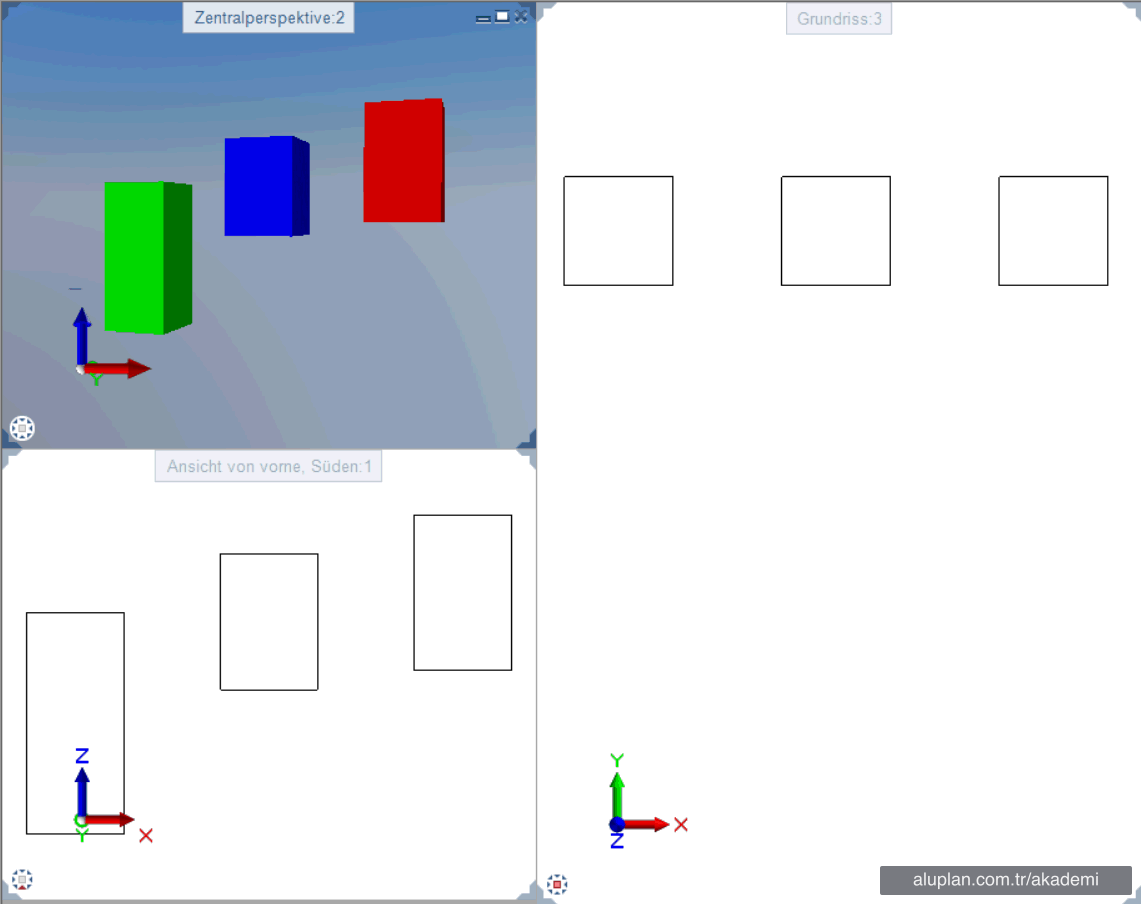 Zentralperspektive:2
Grundriss:3
Y
Ansicht von vorne, Süden:1
Z
Y
X
Y
X
Z
aluplan.com.tr/akademi